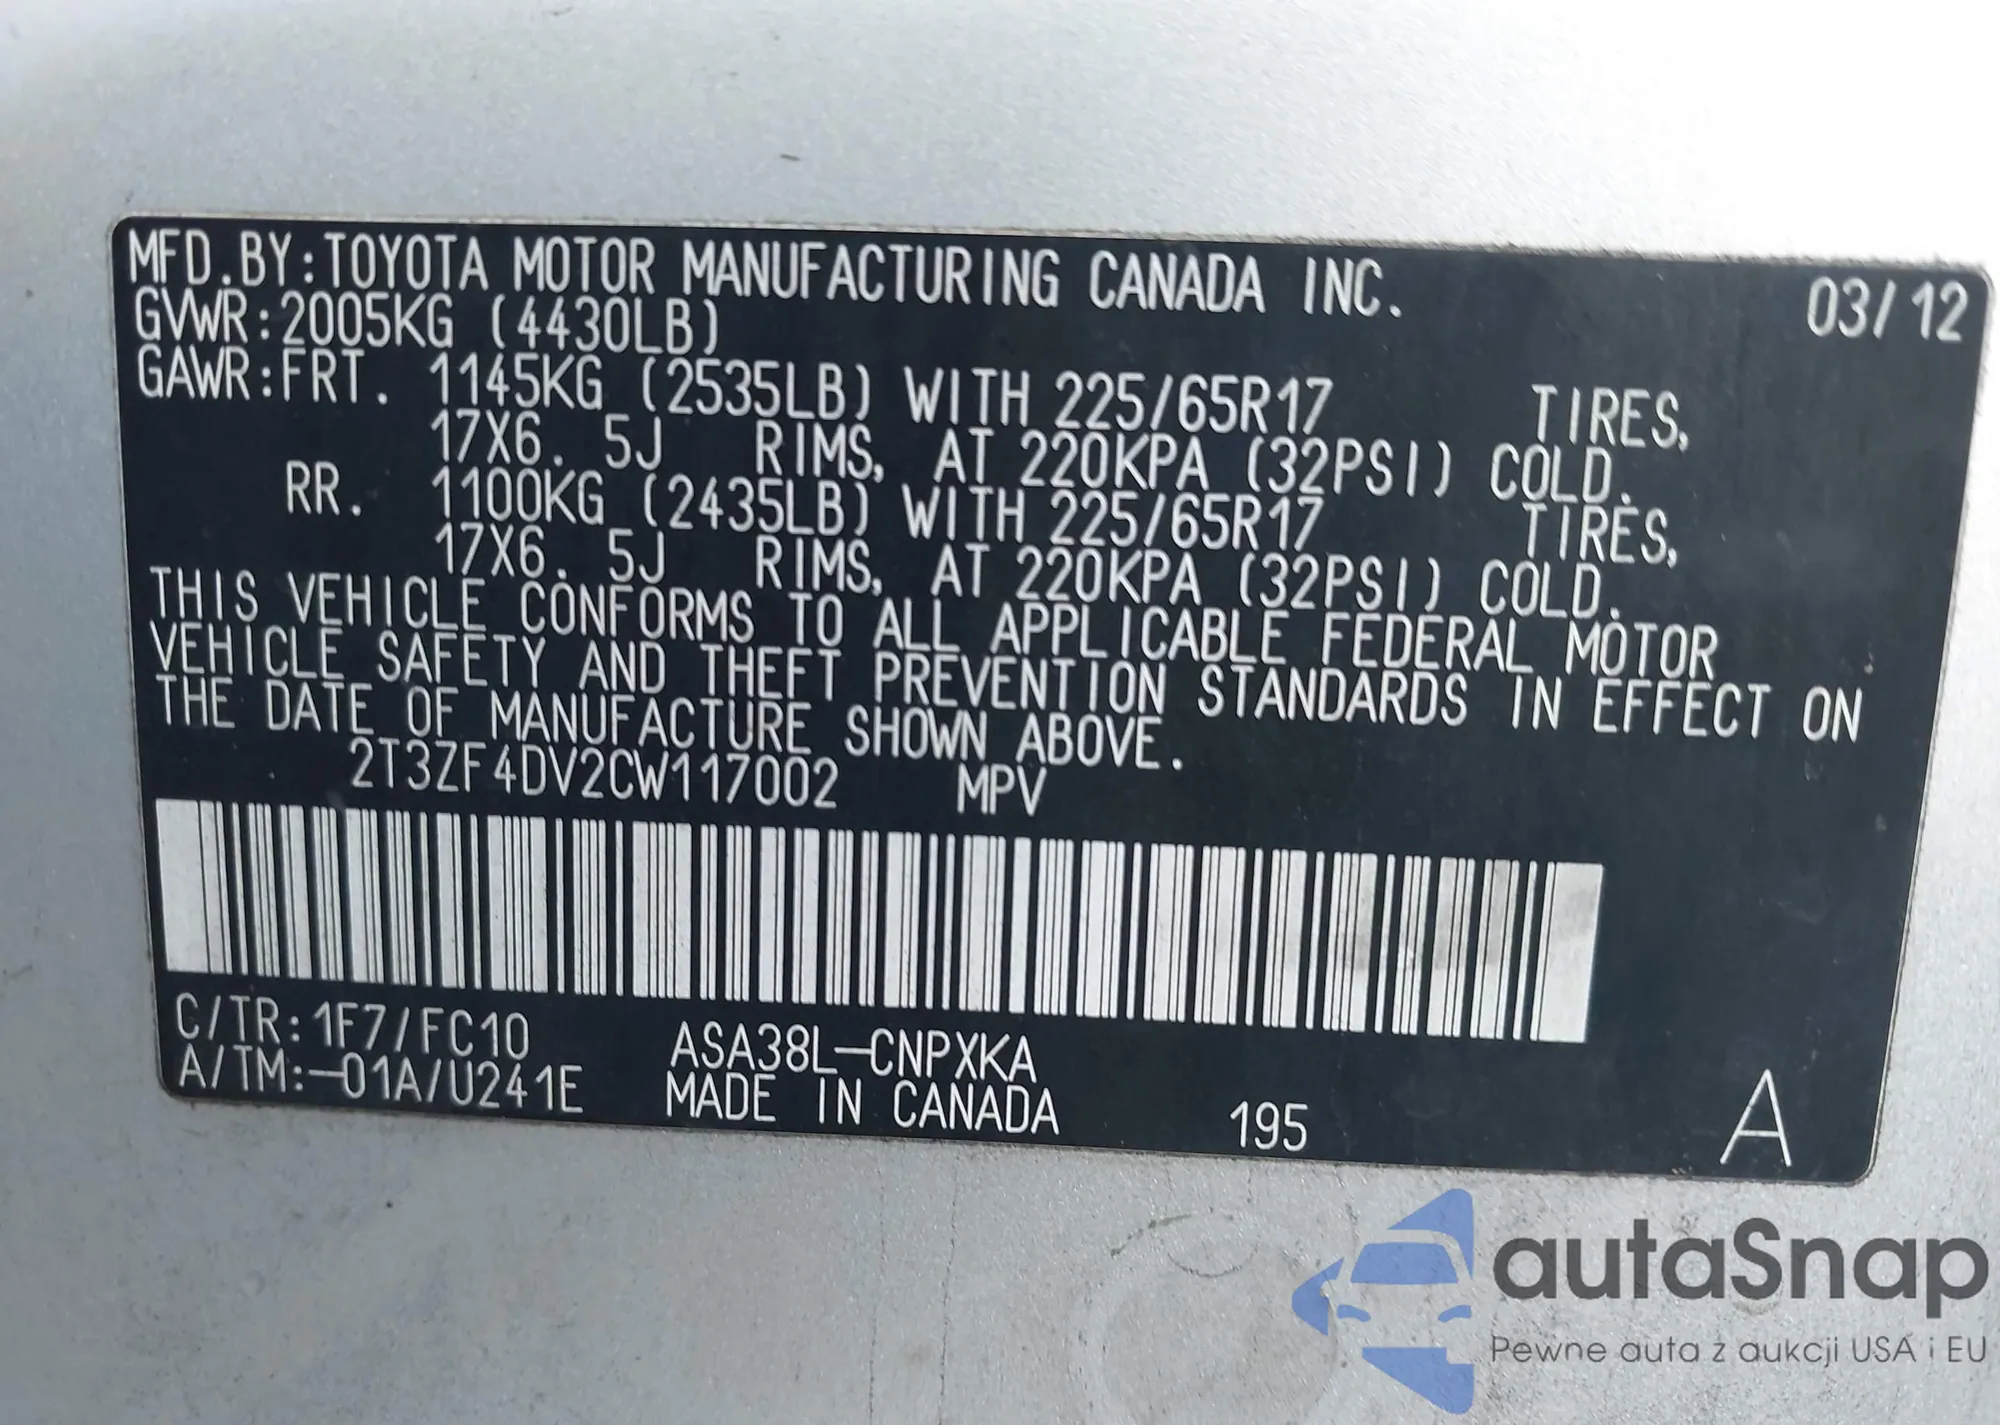 MFD.BY:TOYOTA MOTOR MANUFACTURING CANADA INC. 03/12
GVWR:2005KG (4430LB)
GAWR:FRT. 1145KG (2535LB) WITH 225/65R17 TIRES,
17X6.5J RIMS, AT 220KPA (32PSI) COLD.
RR. 1100KG (2435LB) WITH 225/65R17 TIRES,
17X6.5J RIMS, AT 220KPA (32PSI) COLD.
THIS VEHICLE CONFORMS TO ALL APPLICABLE FEDERAL MOTOR
VEHICLE SAFETY AND THEFT PREVENTION STANDARDS IN EFFECT ON
THE DATE OF MANUFACTURE SHOWN ABOVE.
2T3ZF4DV2CW117002 MPV
C/TR:1F7/FC10 ASA38L-CNPXKA
A/TM:-01A/U241E MADE IN CANADA 195 A
autaSnap
Pewne auta z aukcji USA i EU